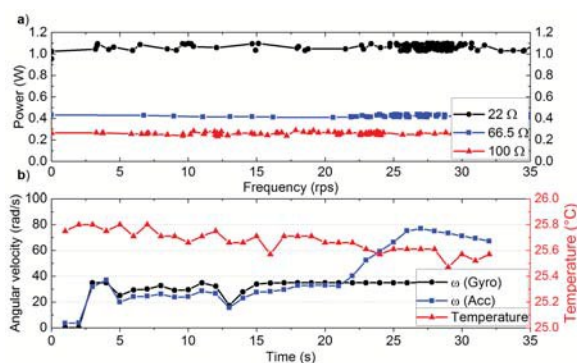 a)
1.2 1.2
1.0 1.0
0.8 0.8
0.6 0.6
0.4 0.4
0.2 0.2
0.0 0.0
Power (W)
22 Ω
66.5 Ω
100 Ω
0 5 10 15 20 25 30 35
Frequency (rps)
b)
100 26.0
80 25.8
60 25.6
40 25.4
20 25.2
0 25.0
Angular velocity (rad/s)
Temperature (°C)
ω (Gyro)
ω (Acc)
Temperature
0 5 10 15 20 25 30 35
Time (s)